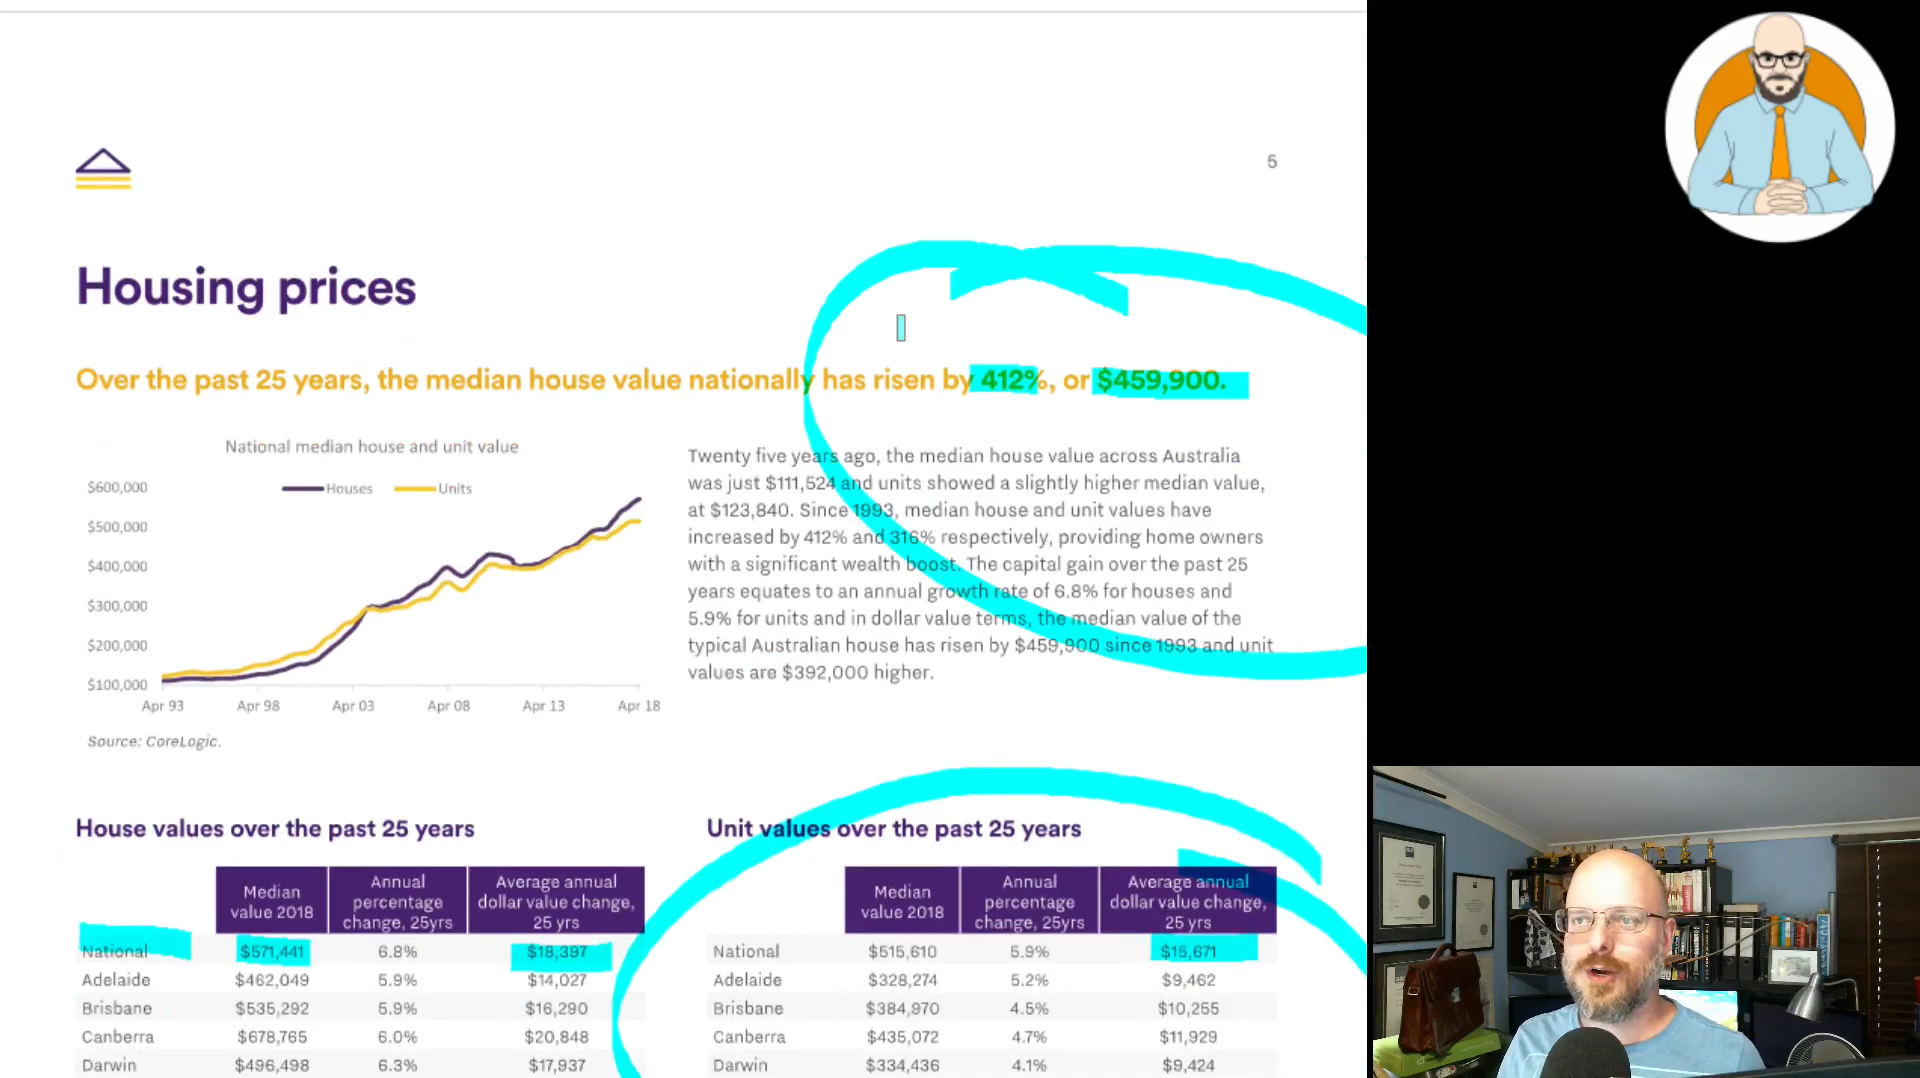 5
Housing prices
Over the past 25 years, the median house value nationally has risen by 412%, or $459,900.
National median house and unit value
Houses Units
$600,000
$500,000
$400,000
$300,000
$200,000
$100,000
Apr 93 Apr 98 Apr 03 Apr 08 Apr 13 Apr 18
Source: CoreLogic.
Twenty five years ago, the median house value across Australia
was just $111,524 and units showed a slightly higher median value,
at $123,840. Since 1993, median house and unit values have
increased by 412% and 316% respectively, providing home owners
with a significant wealth boost. The capital gain over the past 25
years equates to an annual growth rate of 6.8% for houses and
5.9% for units and in dollar value terms, the median value of the
typical Australian house has risen by $459,900 since 1993 and unit
values are $392,000 higher.
House values over the past 25 years
Median value 2018 Annual percentage change, 25yrs Average annual dollar value change, 25 yrs
National $571,441 6.8% $18,397
Adelaide $462,049 5.9% $14,027
Brisbane $535,292 5.9% $16,290
Canberra $678,765 6.0% $20,848
Darwin $496,498 6.3% $17,937
Unit values over the past 25 years
Median value 2018 Annual percentage change, 25yrs Average annual dollar value change, 25 yrs
National $515,610 5.9% $15,671
Adelaide $328,274 5.2% $9,462
Brisbane $384,970 4.5% $10,255
Canberra $435,072 4.7% $11,929
Darwin $334,436 4.1% $9,424